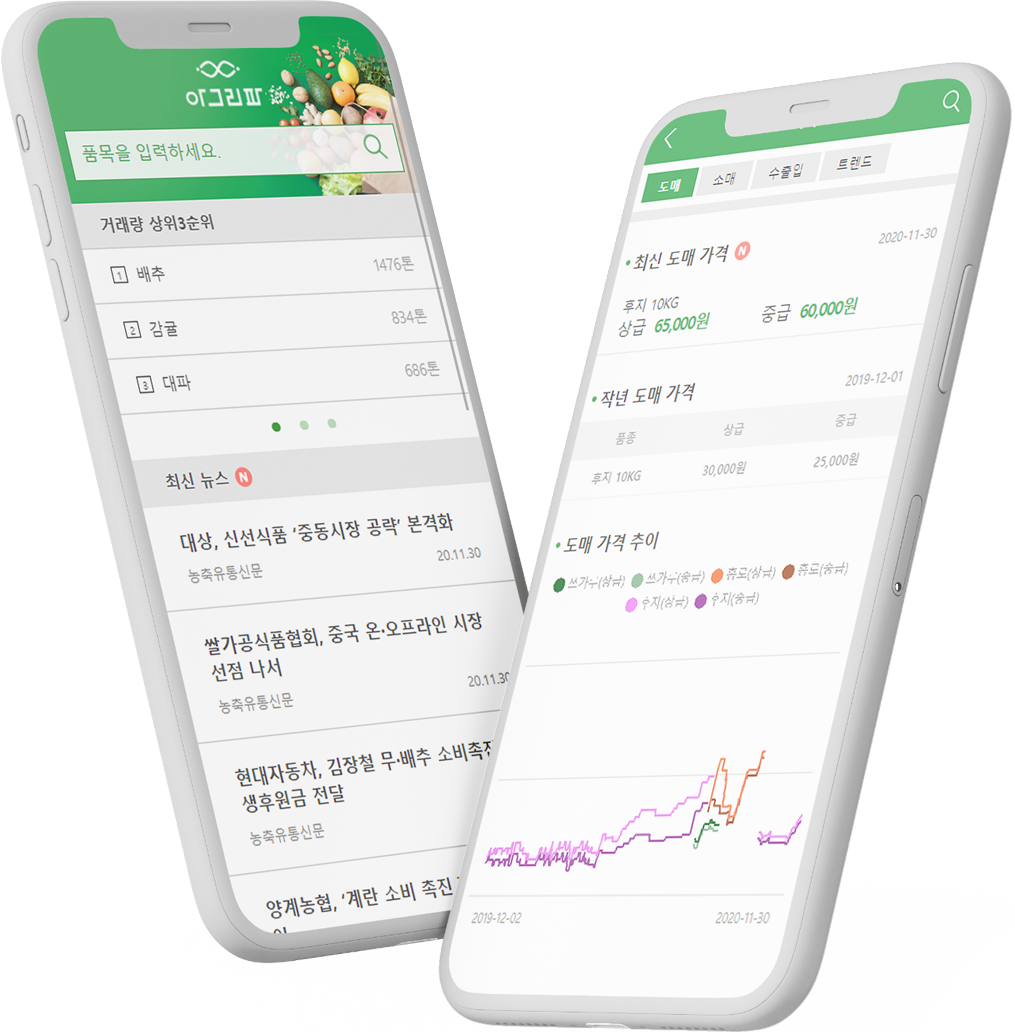 아그리파
품목을 입력하세요.
거래량 상위3순위
1 배추 1476톤
2 감귤 834톤
3 대파 686톤
최신 뉴스 N
대상, 신선식품 ‘중동시장 공략’ 본격화
농축유통신문 20.11.30
쌀가공식품협회, 중국 온·오프라인 시장
선점 나서
농축유통신문 20.11.30
현대자동차, 김장철 무·배추 소비촉진
생후원금 전달
농축유통신문
양계농협, ‘계란 소비 촉진
도매 소매 수출입 트렌드
최신 도매 가격 N 2020-11-30
후지 10KG
상급 65,000원 중급 60,000원
작년 도매 가격 2019-12-01
품종 상급 중급
후지 10KG 30,000원 25,000원
도매 가격 추이
쓰가루(상급) 쓰가루(중급) 홍로(상급) 홍로(중급)
후지(상급) 후지(중급)
2019-12-02 2020-11-30